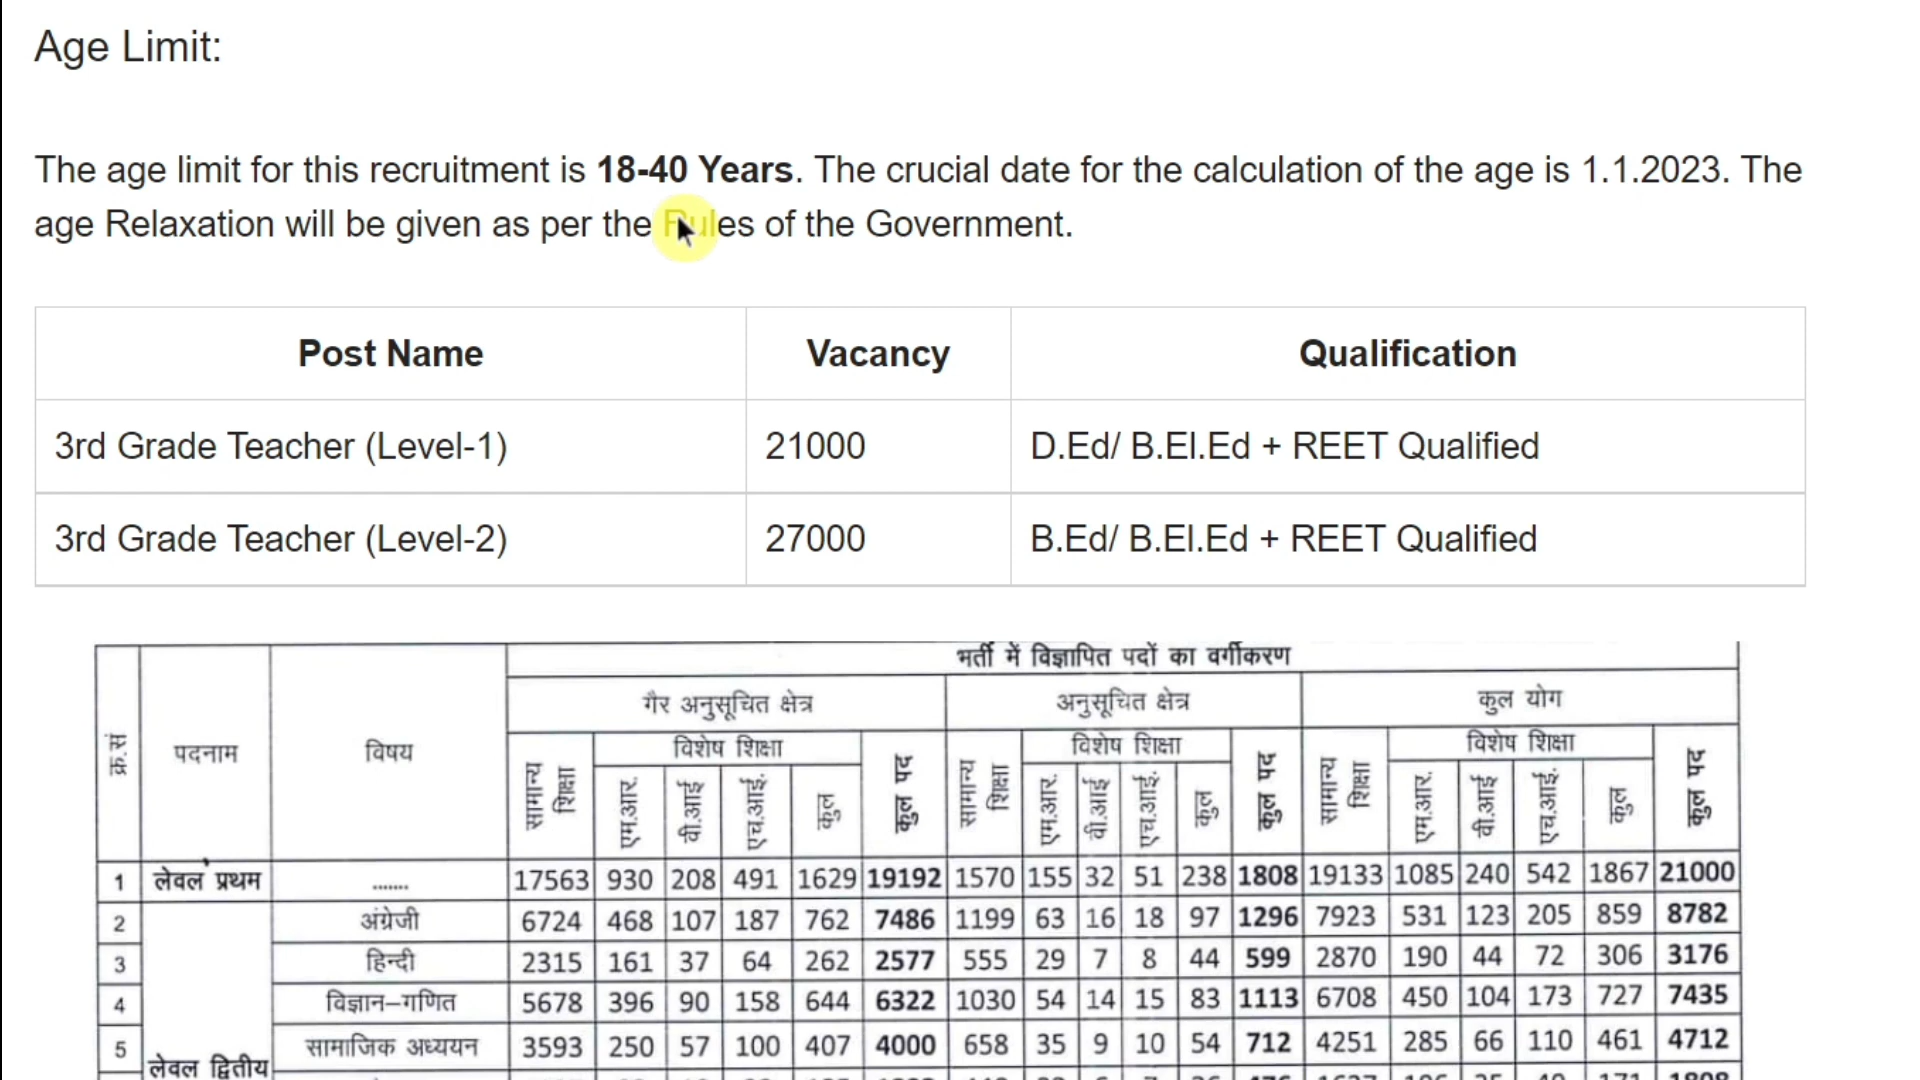 Age Limit:
The age limit for this recruitment is 18-40 Years. The crucial date for the calculation of the age is 1.1.2023. The
age Relaxation will be given as per the Rules of the Government.
Post Name Vacancy Qualification
3rd Grade Teacher (Level-1) 21000 D.Ed/ B.El.Ed + REET Qualified
3rd Grade Teacher (Level-2) 27000 B.Ed/ B.El.Ed + REET Qualified
भर्ती में विज्ञापित पदों का वर्गीकरण
गैर अनुसूचित क्षेत्र अनुसूचित क्षेत्र कुल योग
क्र.सं पदनाम विषय
सामान्य शिक्षा विशेष शिक्षा कुल पद सामान्य शिक्षा विशेष शिक्षा कुल पद सामान्य शिक्षा विशेष शिक्षा कुल पद
एम.आर. वी.आई एच.आई. कुल एम.आर. वी.आई एच.आई. कुल एम.आर. वी.आई एच.आई. कुल
1 लेवल प्रथम ....... 17563 930 208 491 1629 19192 1570 155 32 51 238 1808 19133 1085 240 542 1867 21000
2 अंग्रेजी 6724 468 107 187 762 7486 1199 63 16 18 97 1296 7923 531 123 205 859 8782
3 हिन्दी 2315 161 37 64 262 2577 555 29 7 8 44 599 2870 190 44 72 306 3176
4 विज्ञान–गणित 5678 396 90 158 644 6322 1030 54 14 15 83 1113 6708 450 104 173 727 7435
5 सामाजिक अध्ययन 3593 250 57 100 407 4000 658 35 9 10 54 712 4251 285 66 110 461 4712
लेवल द्वितीय